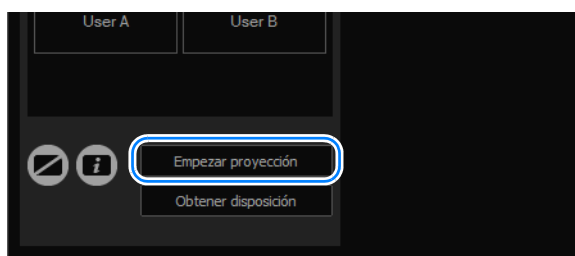 User A
User B
i
Empezar proyección
Obtener disposición